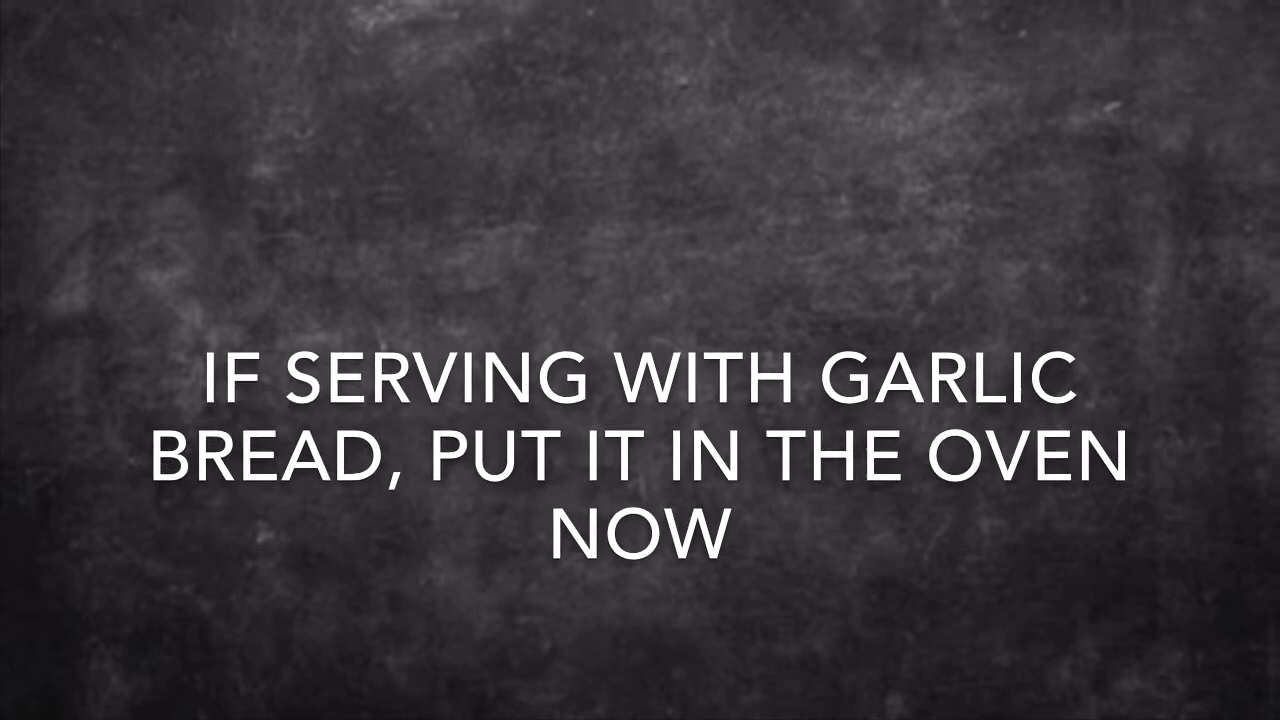 IF SERVING WITH GARLIC
BREAD, PUT IT IN THE OVEN
NOW